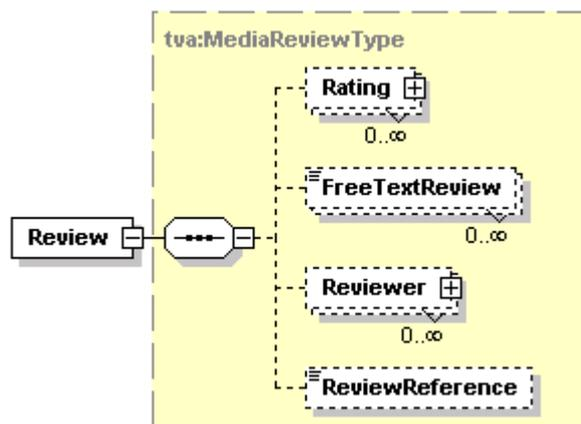 tva:MediaReviewType
Rating
0..∞
FreeTextReview
0..∞
Review
Reviewer
0..∞
ReviewReference